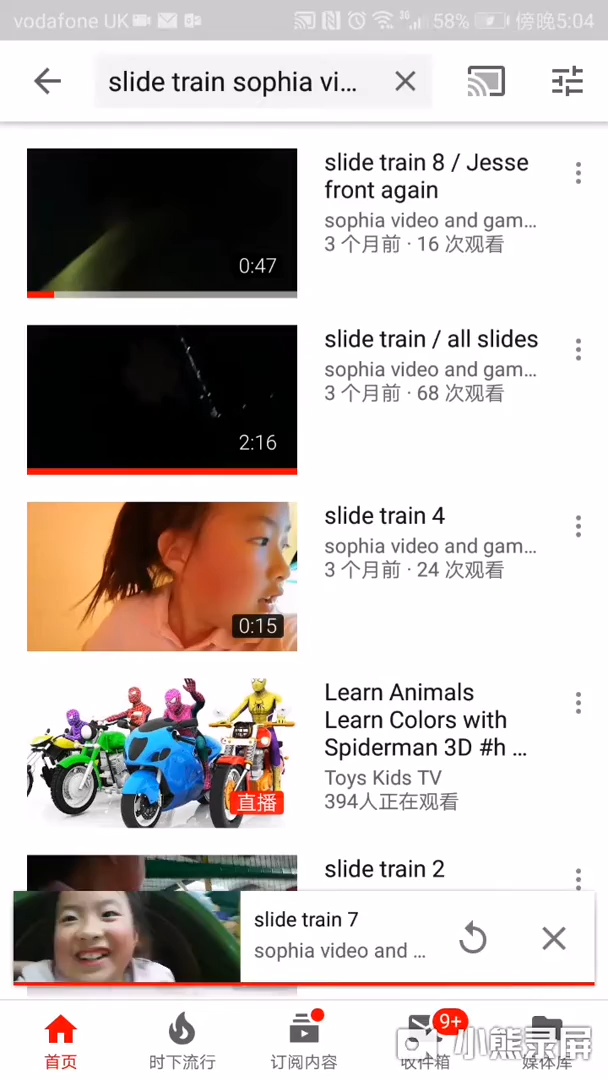 vodafone UK 3G 58% 傍晚5:04
slide train sophia vi...
slide train 8 / Jesse
front again
sophia video and gam...
3 个月前 · 16 次观看
0:47
slide train / all slides
sophia video and gam...
3 个月前 · 68 次观看
2:16
slide train 4
sophia video and gam...
3 个月前 · 24 次观看
0:15
Learn Animals
Learn Colors with
Spiderman 3D #h ...
Toys Kids TV
394人正在观看
直播
slide train 2
slide train 7
sophia video and ...
9+
首页
时下流行
订阅内容
收件箱
媒体库
小熊录屏